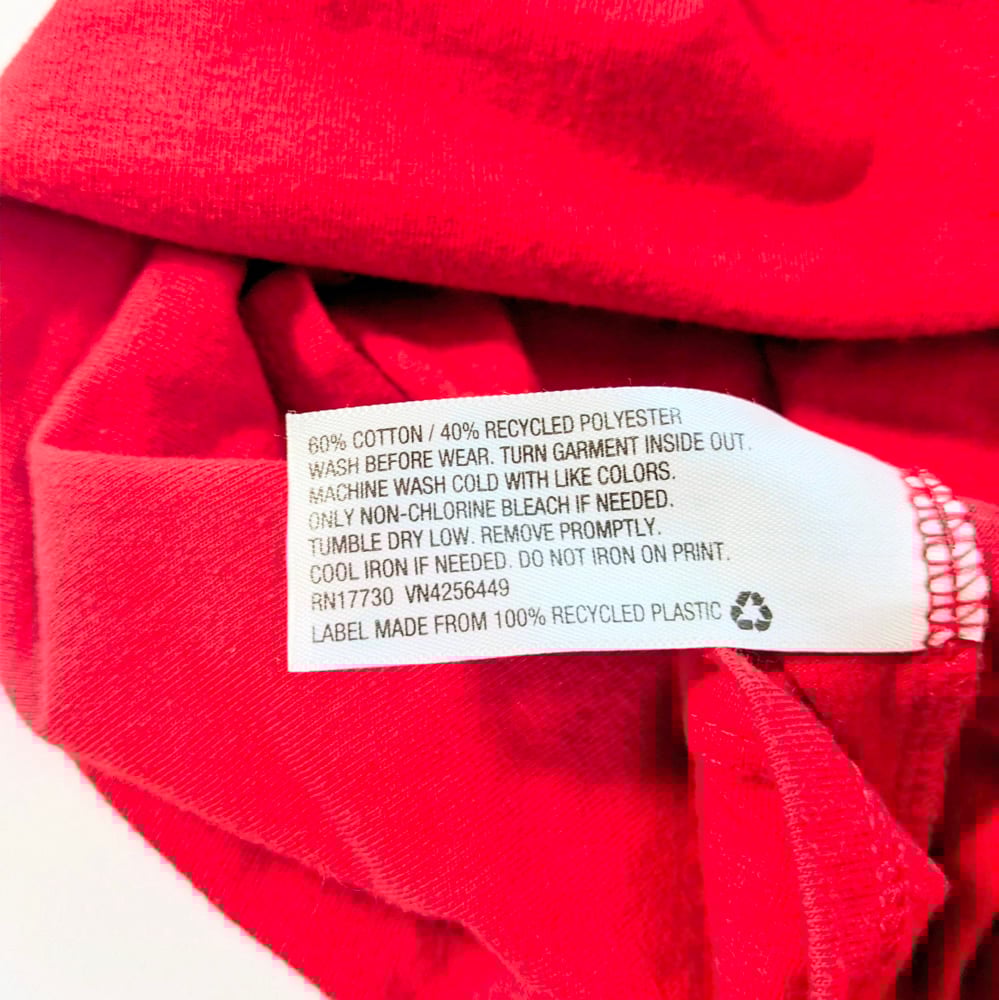 60% COTTON / 40% RECYCLED POLYESTER
WASH BEFORE WEAR. TURN GARMENT INSIDE OUT.
MACHINE WASH COLD WITH LIKE COLORS.
ONLY NON-CHLORINE BLEACH IF NEEDED.
TUMBLE DRY LOW. REMOVE PROMPTLY.
COOL IRON IF NEEDED. DO NOT IRON ON PRINT.
RN17730 VN4256449
LABEL MADE FROM 100% RECYCLED PLASTIC